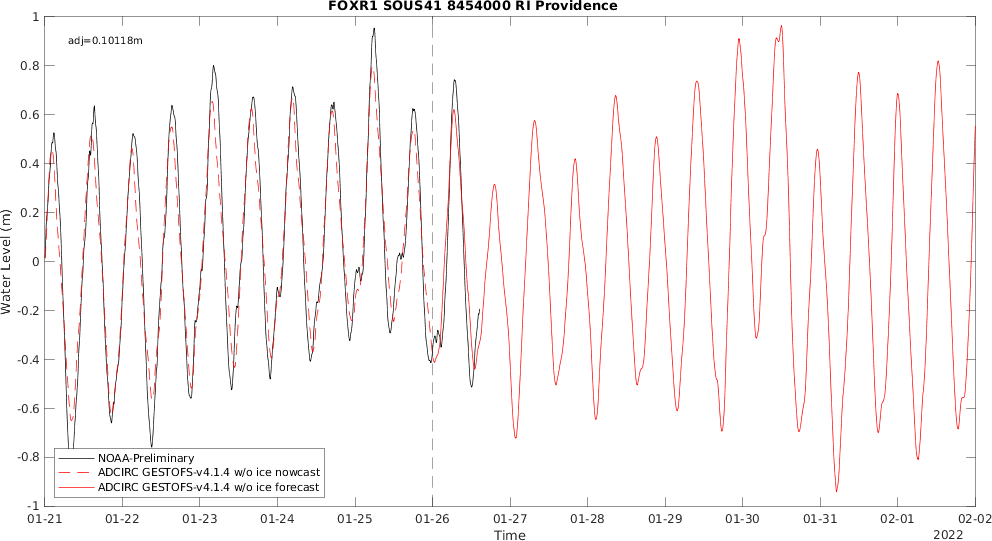 FOXR1 SOUS41 8454000 RI Providence
adj=0.10118m
Water Level (m)
1
0.8
0.6
0.4
0.2
0
-0.2
-0.4
-0.6
-0.8
-1
NOAA-Preliminary
ADCIRC GESTOFS-v4.1.4 w/o ice nowcast
ADCIRC GESTOFS-v4.1.4 w/o ice forecast
01-21 01-22 01-23 01-24 01-25 01-26 01-27 01-28 01-29 01-30 01-31 02-01 02-02
Time
2022